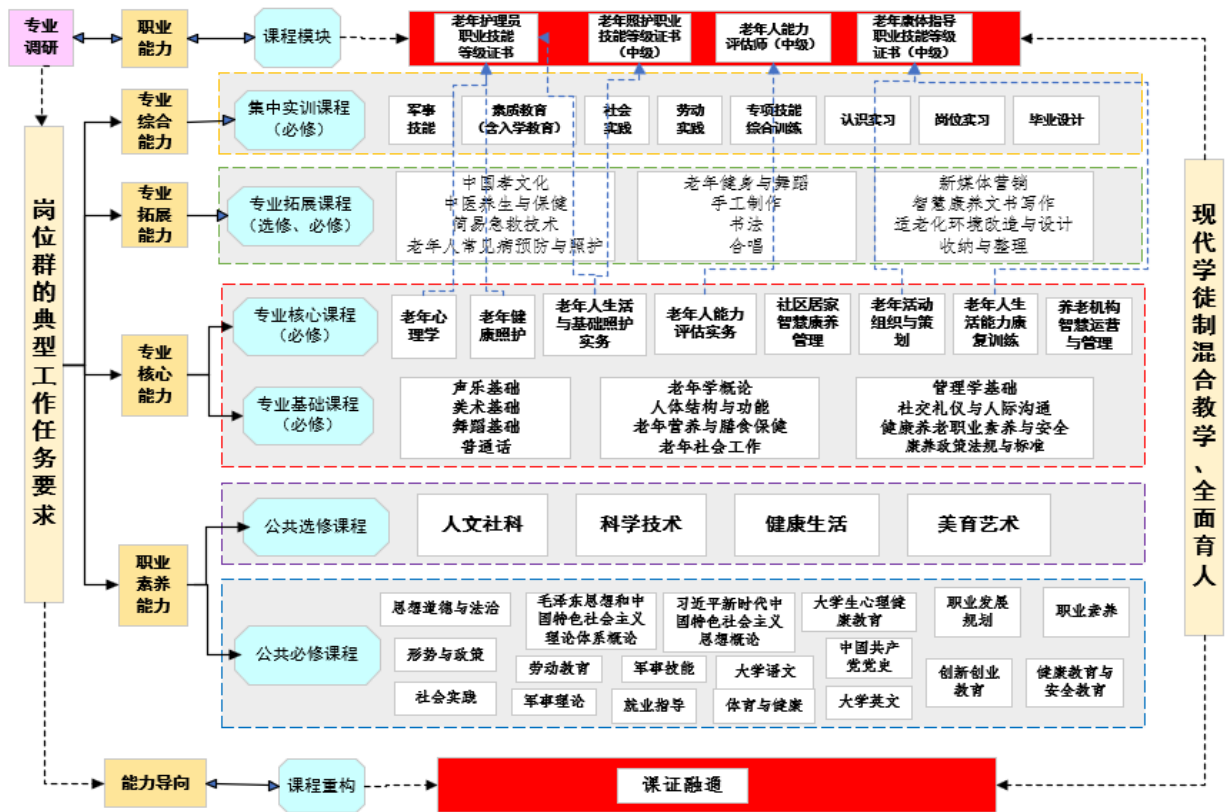 专业
调研
职业
能力
课程模块
老年护理员
职业技能
等级证书
老年照护职业
技能等级证书
(中级)
老年人能力
评估师(中级)
老年康体指导
职业技能等级
证书(中级)
岗位群的典型工作任务要求
专业
综合
能力
集中实训课程
(必修)
军事
技能
素质教育
(含入学教育)
社会
实践
劳动
实践
专项技能
综合训练
认识实习
岗位实习
毕业设计
专业
拓展
能力
专业拓展课程
(选修、必修)
中国孝文化
中医养生与保健
简易急救技术
老年人常见病预防与照护
老年健身与舞蹈
手工制作
书法
合唱
新媒体营销
智慧康养文书写作
适老化环境改造与设计
收纳与整理
专业
核心
能力
专业核心课程
(必修)
老年心
理学
老年健
康照护
老年人生活
与基础照护
实务
老年人能力
评估实务
社区居家
智慧康养
管理
老年活动
组织与策
划
老年人生
活能力康
复训练
养老机构
智慧运营
与管理
专业基础课程
(必修)
声乐基础
美术基础
舞蹈基础
普通话
老年学概论
人体结构与功能
老年营养与膳食保健
老年社会工作
管理学基础
社交礼仪与人际沟通
健康养老职业素养与安全
康养政策法规与标准
职业
素养
能力
公共选修课程
人文社科
科学技术
健康生活
美育艺术
公共必修课程
思想道德与法治
毛泽东思想和中
国特色社会主义
理论体系概论
习近平新时代中
国特色社会主义
思想概论
大学生心理健
康教育
职业发展
规划
职业素养
形势与政策
劳动教育
军事技能
大学语文
中国共产
党党史
创新创业
教育
健康教育与
安全教育
社会实践
军事理论
就业指导
体育与健康
大学英文
现代学徒制混合教学、全面育人
能力导向
课程重构
课证融通